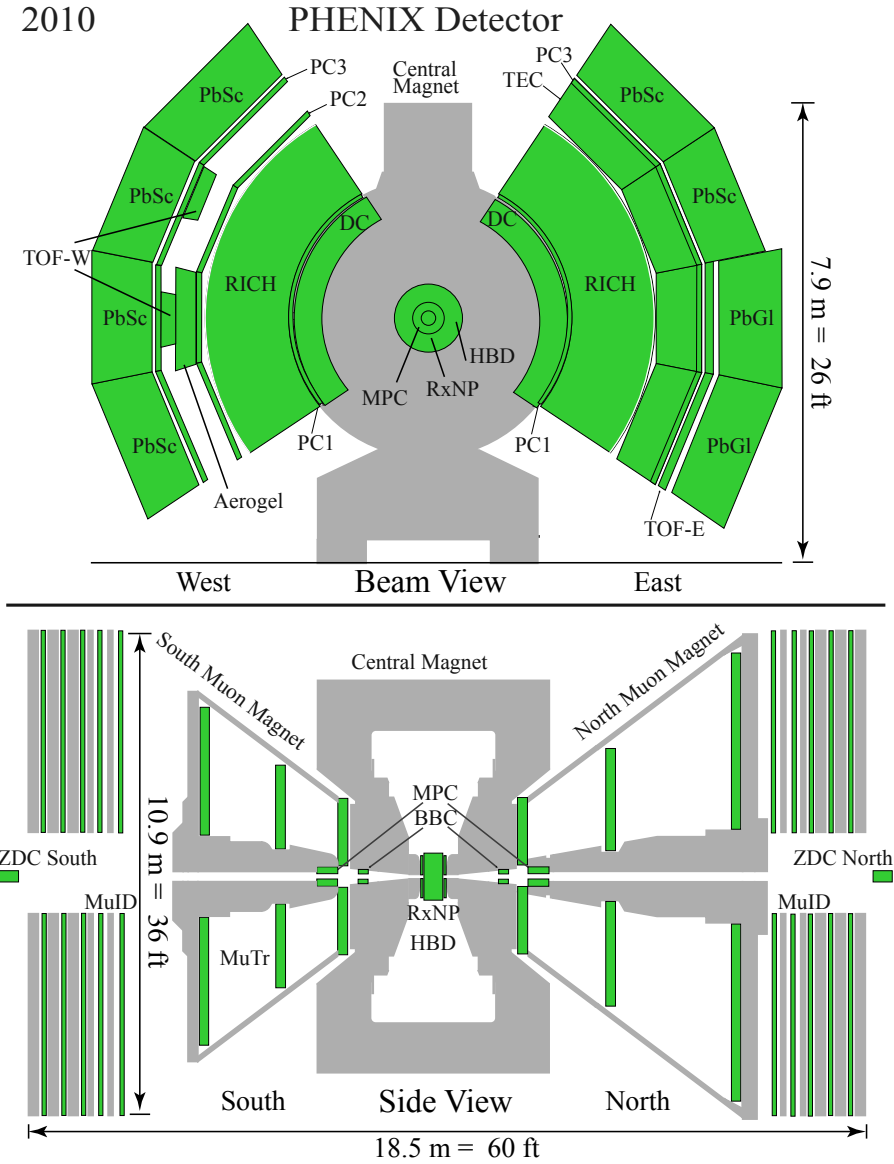 2010
PHENIX Detector
PC3
PC3
Central
Magnet
TEC
PbSc
PC2
PbSc
PbSc
DC
DC
PbSc
TOF-W
RICH
RICH
PbSc
PbGl
HBD
MPC
RxNP
7.9 m = 26 ft
PbSc
PC1
PC1
PbGl
Aerogel
TOF-E
West
Beam View
East
South Muon Magnet
Central Magnet
North Muon Magnet
MPC
BBC
10.9 m = 36 ft
ZDC South
ZDC North
MuID
MuID
RxNP
HBD
MuTr
South
Side View
North
18.5 m = 60 ft